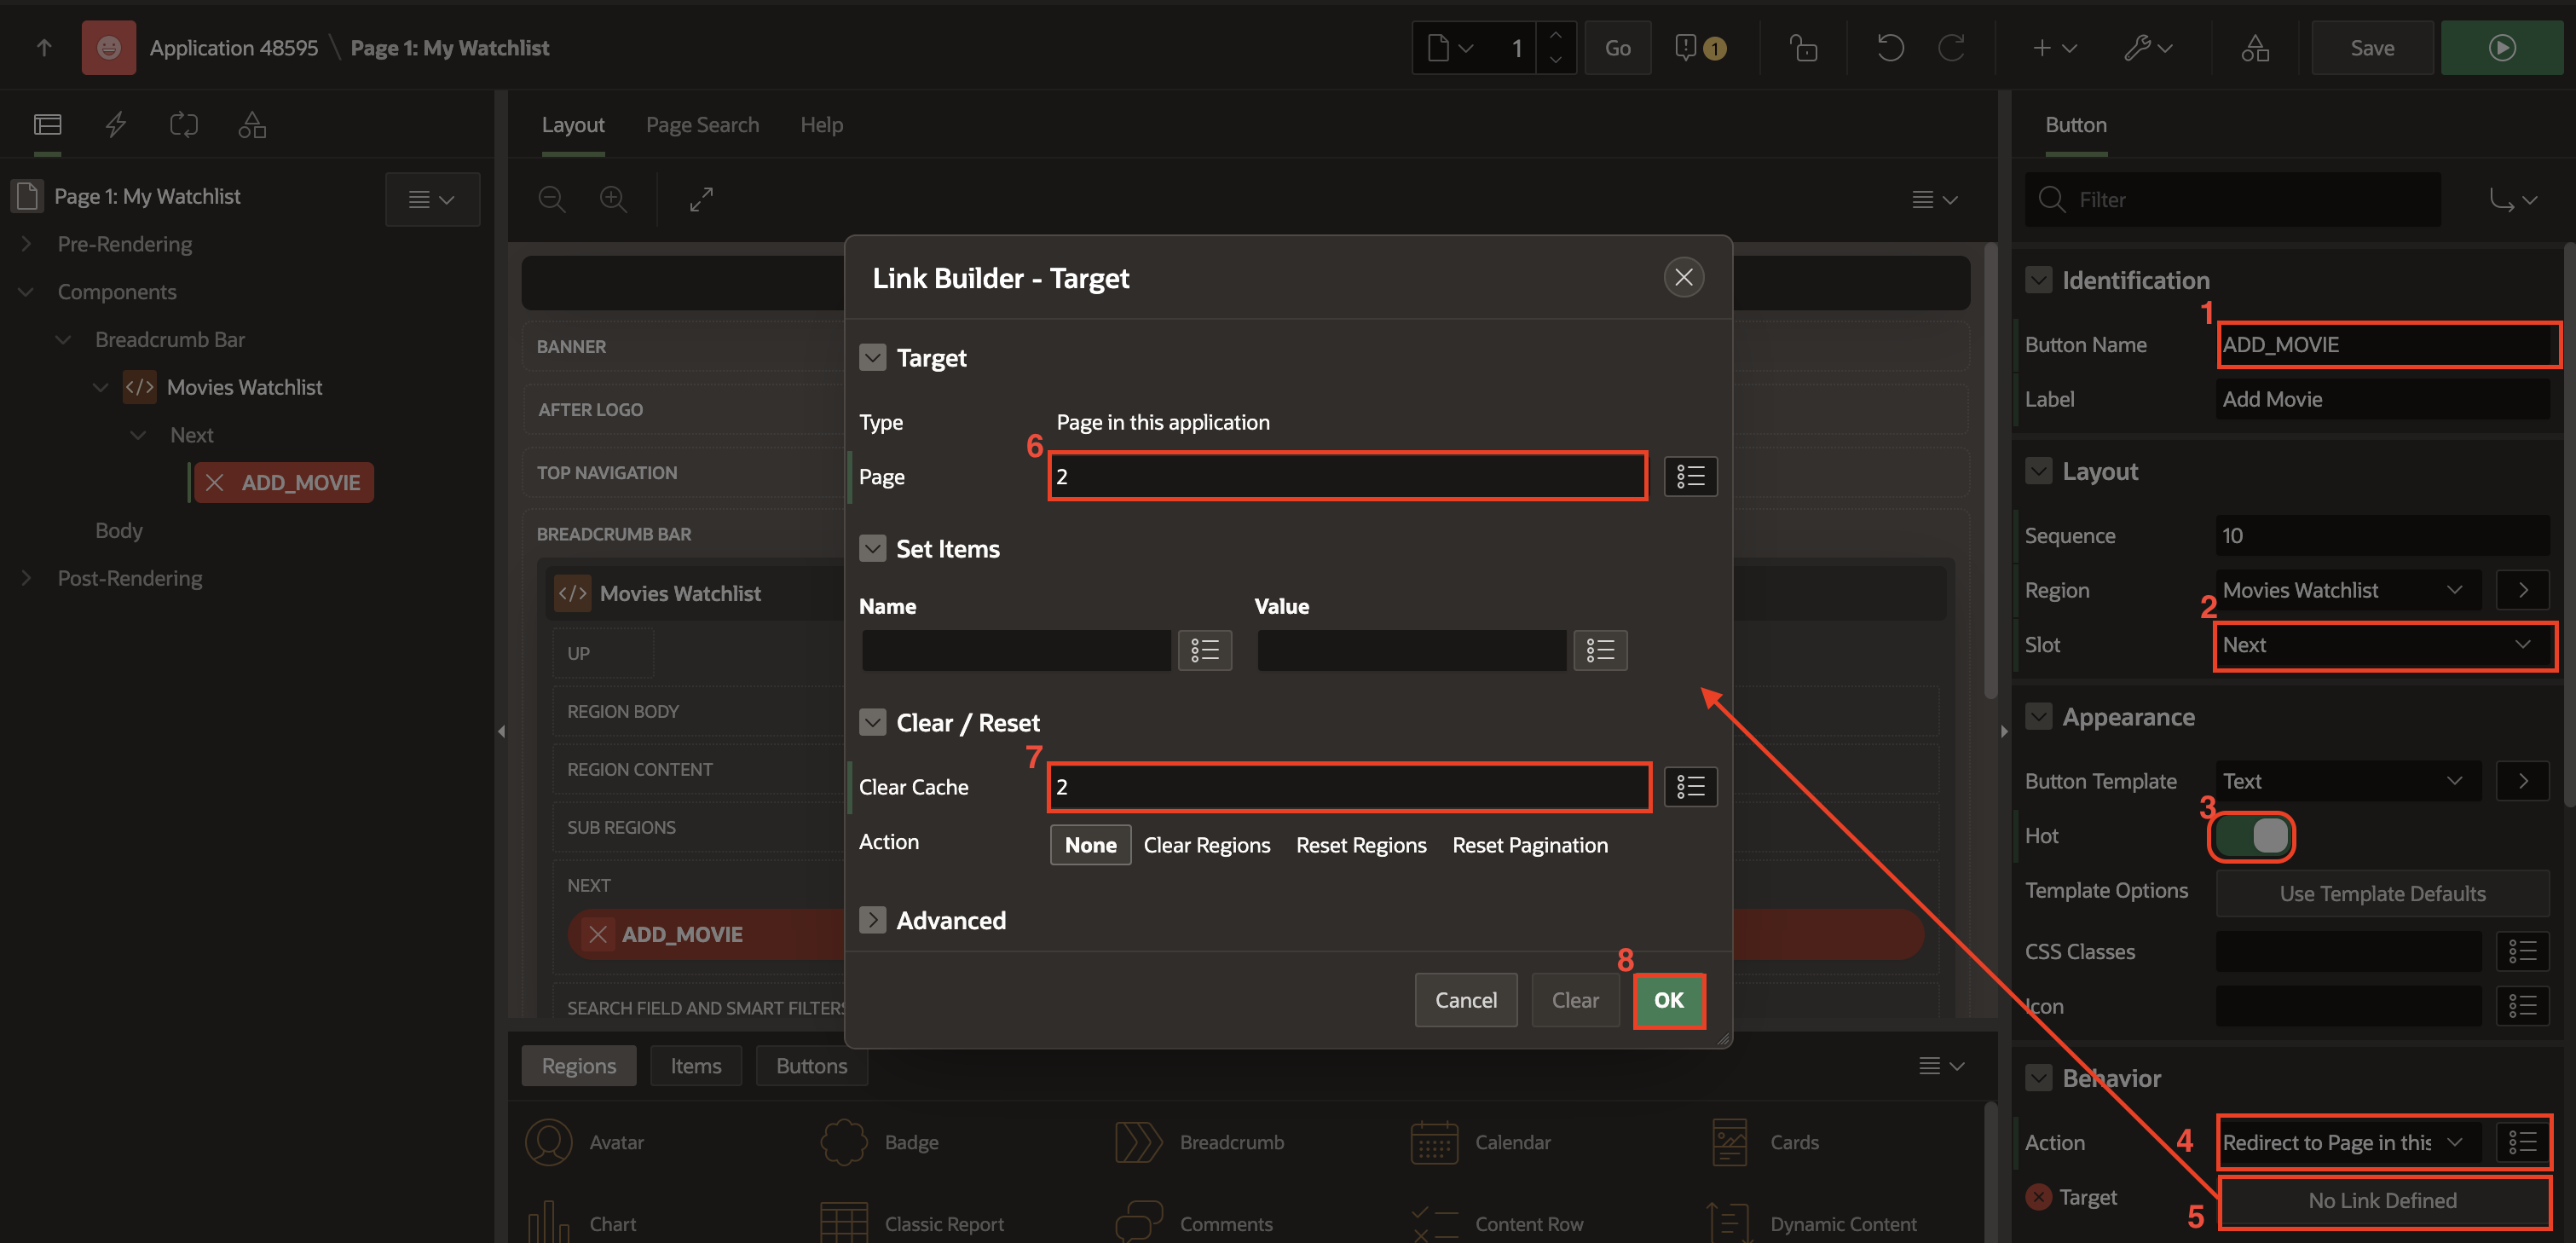 Application 48595 \ Page 1: My Watchlist
1
Go
1
Save
Page 1: My Watchlist
Pre-Rendering
Components
Breadcrumb Bar
</> Movies Watchlist
Next
ADD_MOVIE
Body
Post-Rendering
Layout Page Search Help
BANNER
AFTER LOGO
TOP NAVIGATION
BREADCRUMB BAR
</> Movies Watchlist
UP
REGION BODY
REGION CONTENT
SUB REGIONS
NEXT
ADD_MOVIE
SEARCH FIELD AND SMART FILTERS
Regions Items Buttons
Avatar Badge Breadcrumb Calendar Cards
Chart Classic Report Comments Content Row Dynamic Content
Link Builder - Target
Target
Type Page in this application
6
Page 2
Set Items
Name Value
Clear / Reset
7
Clear Cache 2
Action None Clear Regions Reset Regions Reset Pagination
Advanced
8
Cancel Clear OK
Button
Filter
Identification
1
Button Name ADD_MOVIE
Label Add Movie
Layout
Sequence 10
Region Movies Watchlist
2
Slot Next
Appearance
Button Template Text
3
Hot
Template Options Use Template Defaults
CSS Classes
Icon
Behavior
Action 4 Redirect to Page in this
Target No Link Defined
5